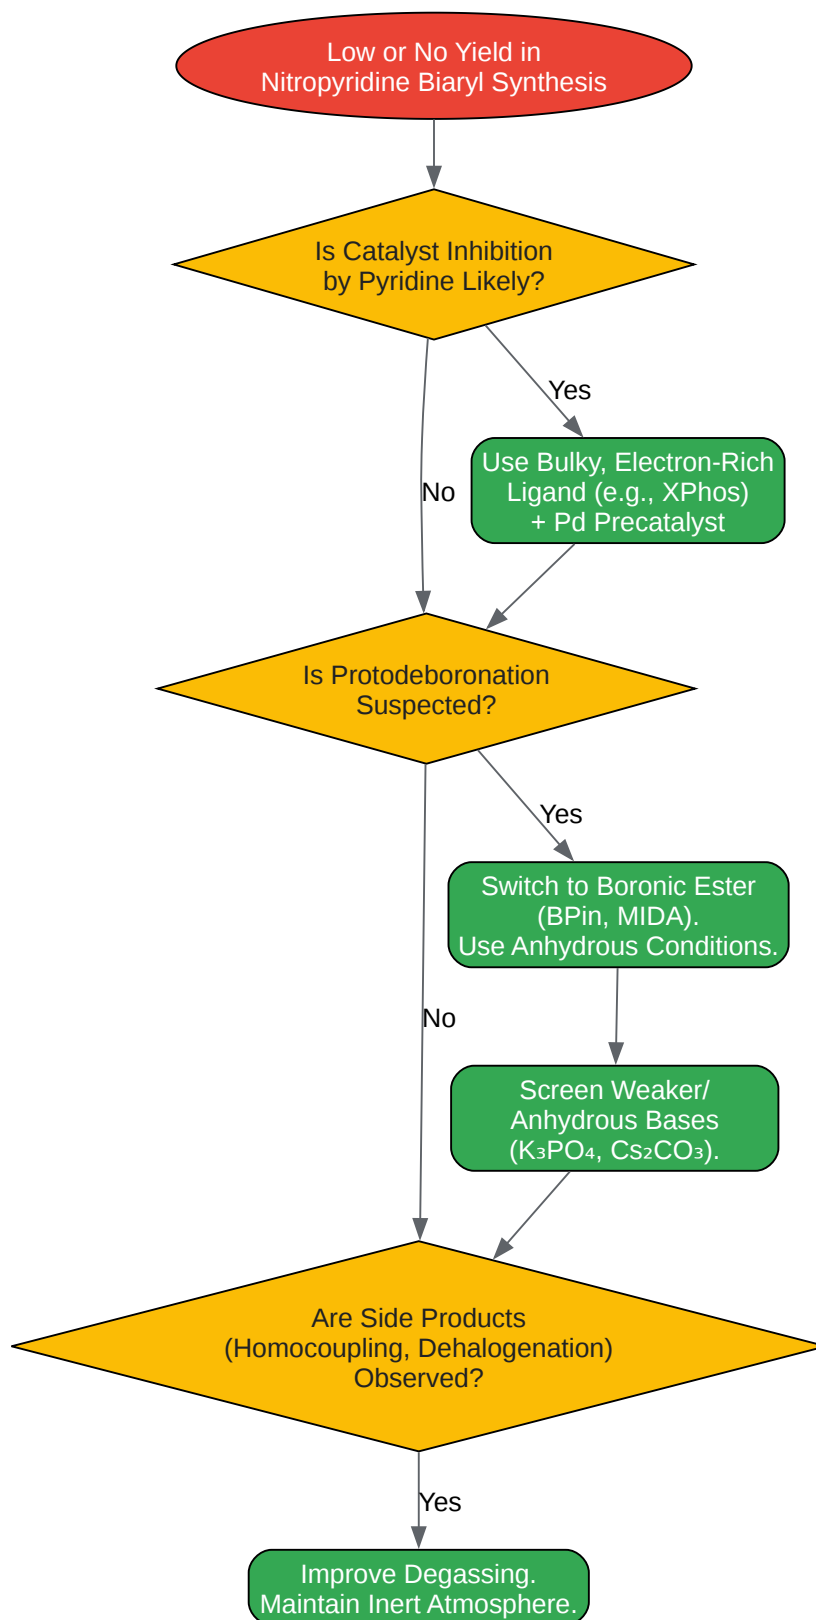 Low or No Yield in
Nitropyridine Biaryl Synthesis
Is Catalyst Inhibition
by Pyridine Likely?
Yes
Use Bulky, Electron-Rich
Ligand (e.g., XPhos)
+ Pd Precatalyst
No
Is Protodeboronation
Suspected?
Yes
Switch to Boronic Ester
(BPin, MIDA).
Use Anhydrous Conditions.
No
Screen Weaker/
Anhydrous Bases
(K₃PO₄, Cs₂CO₃).
Are Side Products
(Homocoupling, Dehalogenation)
Observed?
Yes
Improve Degassing.
Maintain Inert Atmosphere.